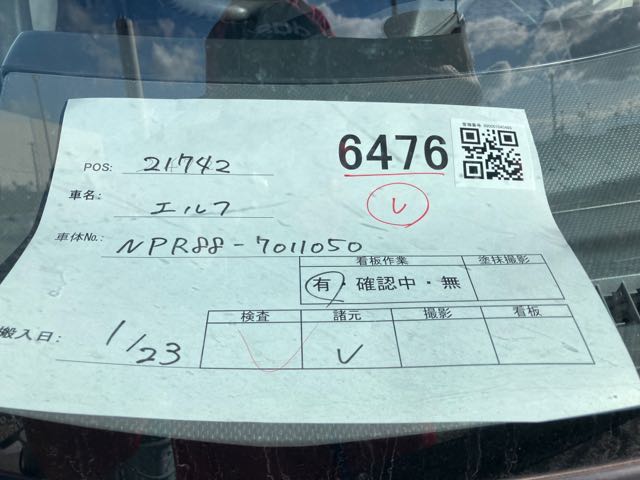 6476
POS: 21742
車名: エルフ
車体No.: NPR88-7011050
看板作業 塗抹撮影
有・確認中・無
搬入日: 1/23
検査 諸元 撮影 看板